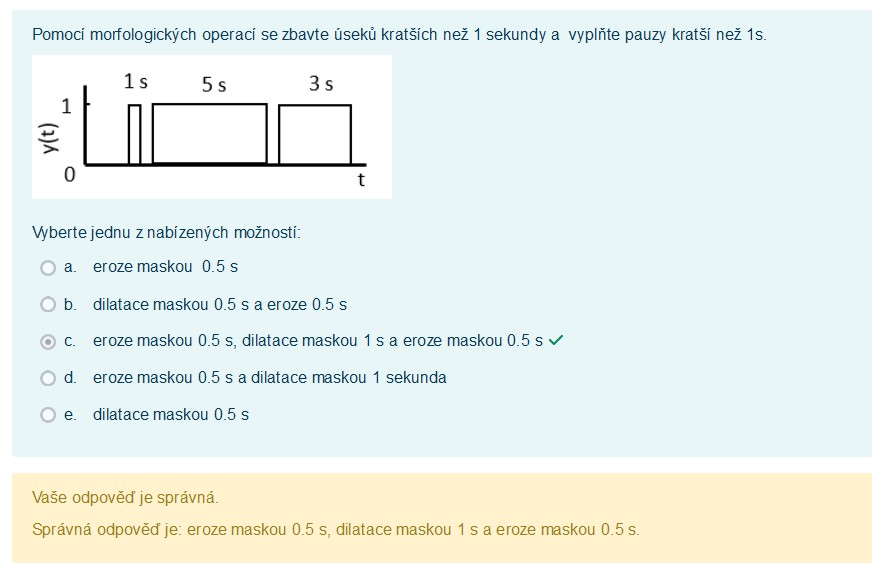 Pomocí morfologických operací se zbavte úseků kratších než 1 sekundy a  vyplňte pauzy kratší než 1s.
1 s 5 s 3 s
1
y(t)
0
t
Vyberte jednu z nabízených možností:
a. eroze maskou  0.5 s
b. dilatace maskou 0.5 s a eroze 0.5 s
c. eroze maskou 0.5 s, dilatace maskou 1 s a eroze maskou 0.5 s
d. eroze maskou 0.5 s a dilatace maskou 1 sekunda
e. dilatace maskou 0.5 s
Vaše odpověď je správná.
Správná odpověď je: eroze maskou 0.5 s, dilatace maskou 1 s a eroze maskou 0.5 s.